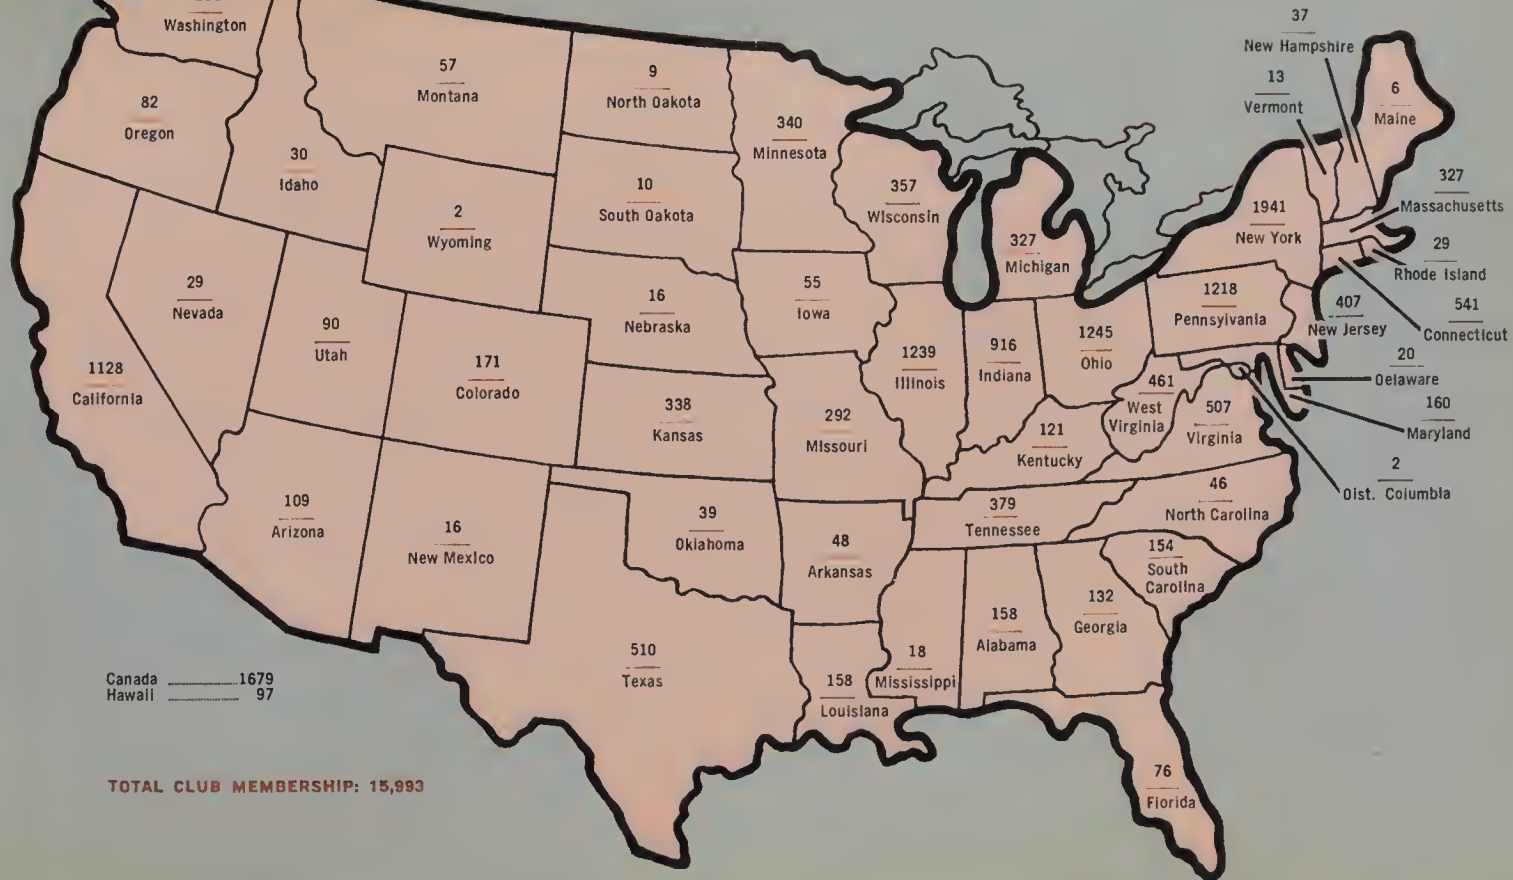 Washington
82
Oregon
57
Montana
9
North Oakota
340
Minnesota
37
New Hampshire
13
Vermont
6
Maine
30
Idaho
2
Wyoming
10
South Oakota
357
Wisconsin
327
Michigan
1941
New York
327
Massachusetts
29
Rhode Island
541
Connecticut
407
New Jersey
20
Oelaware
160
Maryland
2
Oist. Columbia
29
Nevada
90
Utah
16
Nebraska
55
Iowa
1218
Pennsylvania
1128
California
171
Colorado
338
Kansas
292
Missouri
1239
Illinois
916
Indiana
1245
Ohio
461
West
Virginia
507
Virginia
121
Kentucky
109
Arizona
16
New Mexico
39
Oklahoma
48
Arkansas
379
Tennessee
46
North Carolina
154
South
Carolina
510
Texas
158
Louisiana
18
Mississippi
158
Alabama
132
Georgia
76
Florida
Canada 1679
Hawaii 97
TOTAL CLUB MEMBERSHIP: 15,993